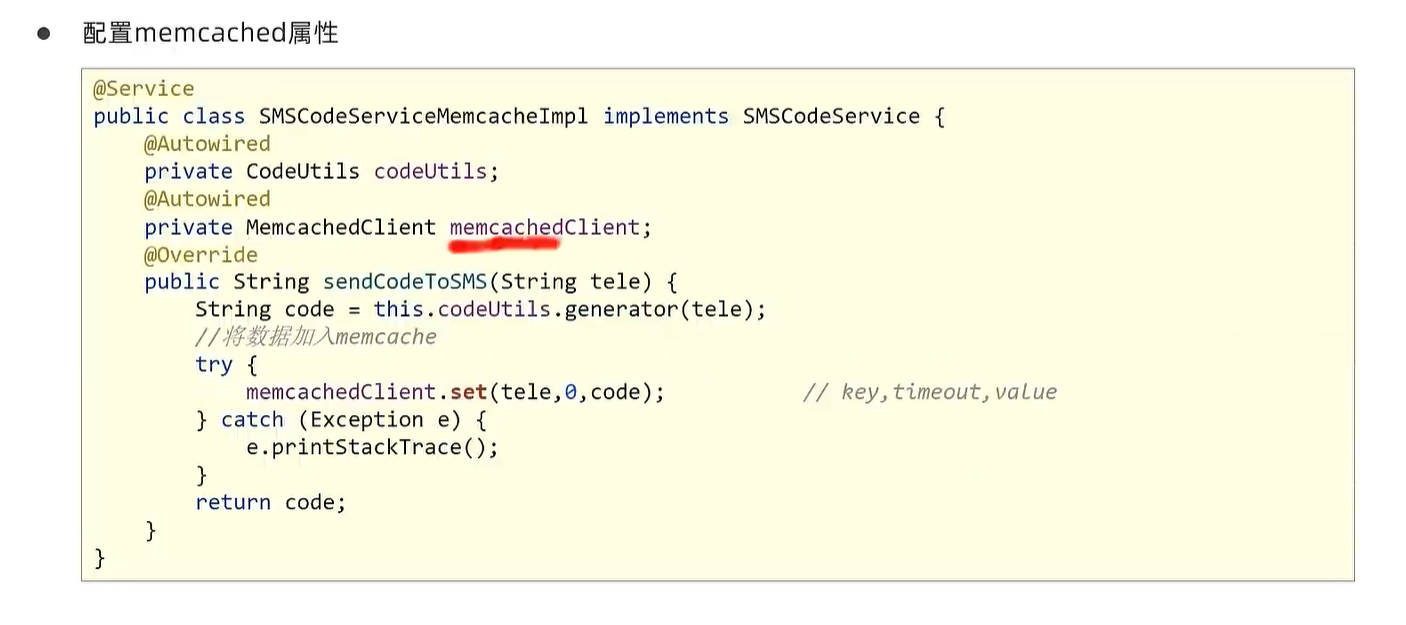 ● 配置memcached属性
@Service
public class SMSCodeServiceMemcacheImpl implements SMSCodeService {
@Autowired
private CodeUtils codeUtils;
@Autowired
private MemcachedClient memcachedClient;
@Override
public String sendCodeToSMS(String tele) {
String code = this.codeUtils.generator(tele);
//将数据加入memcache
try {
memcachedClient.set(tele,0,code); // key,timeout,value
} catch (Exception e) {
e.printStackTrace();
}
return code;
}
}